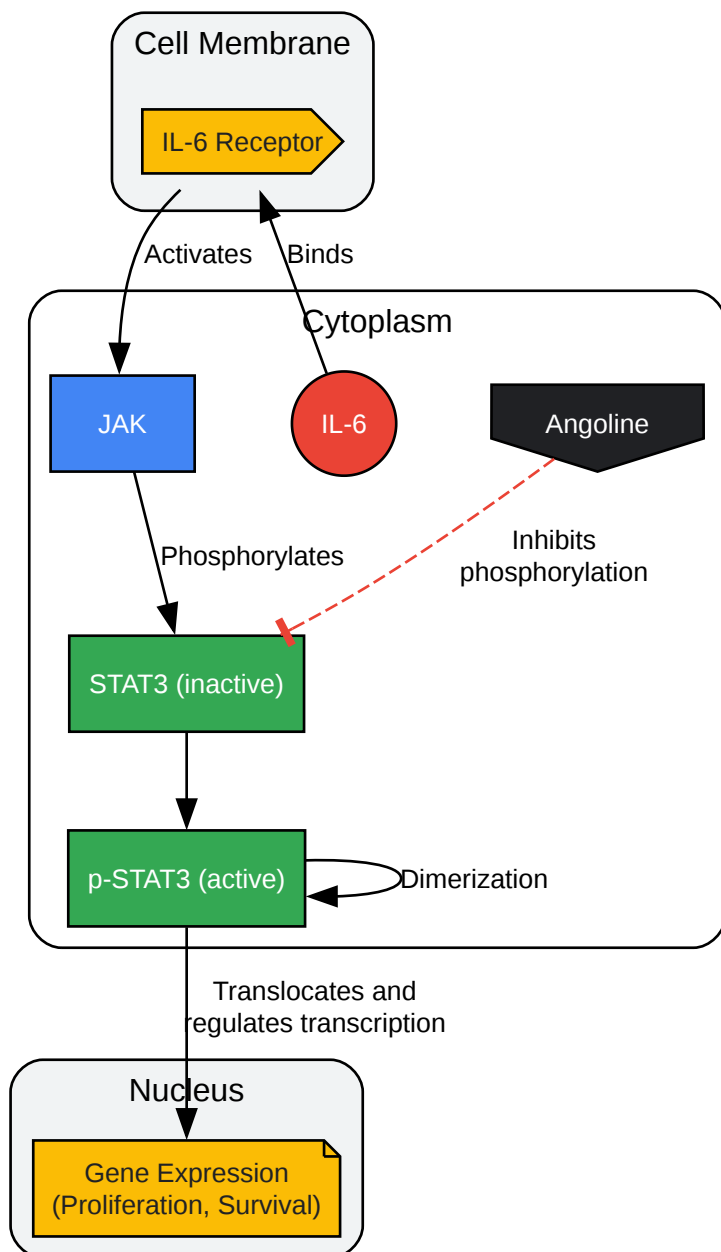 Cell Membrane
IL-6 Receptor
Activates
Binds
Cytoplasm
JAK
IL-6
Angoline
Phosphorylates
Inhibits
phosphorylation
STAT3 (inactive)
p-STAT3 (active)
Dimerization
Translocates and
regulates transcription
Nucleus
Gene Expression
(Proliferation, Survival)